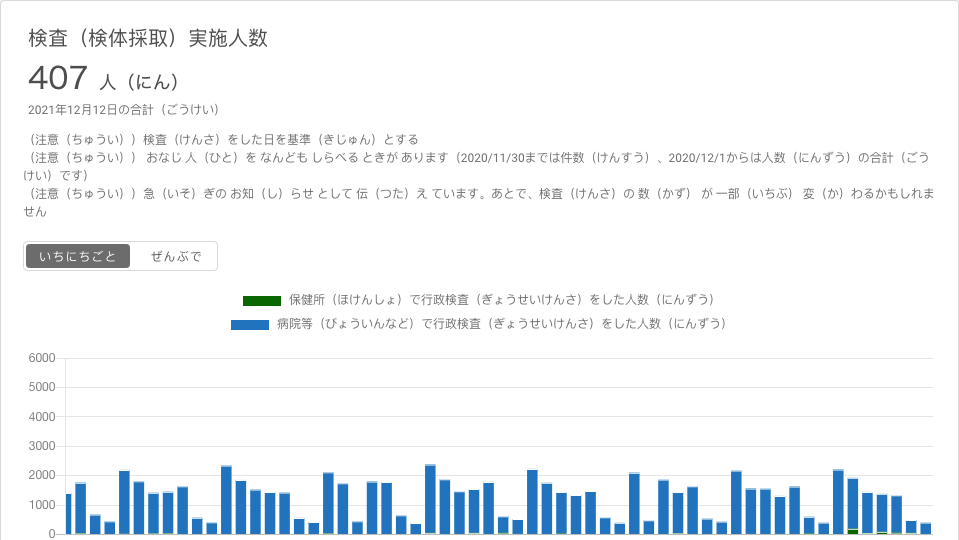 検査（検体採取）実施人数
407 人（にん）
2021年12月12日の合計（ごうけい）
（注意（ちゅうい））検査（けんさ）をした日を基準（きじゅん）とする
（注意（ちゅうい）） おなじ 人（ひと）を なんども しらべる ときが あります（2020/11/30までは件数（けんすう）、2020/12/1からは人数（にんずう）の合計（ごう
けい）です）
（注意（ちゅうい））急（いそ）ぎの お知（し）らせ として 伝（つた）え ています。あとで、検査（けんさ）の 数（かず） が 一部（いちぶ） 変（か）わるかもしれま
せん
いちにちごと ぜんぶで
保健所（ほけんしょ）で行政検査（ぎょうせいけんさ）をした人数（にんずう）
病院等（びょういんなど）で行政検査（ぎょうせいけんさ）をした人数（にんずう）
6000
5000
4000
3000
2000
1000
0